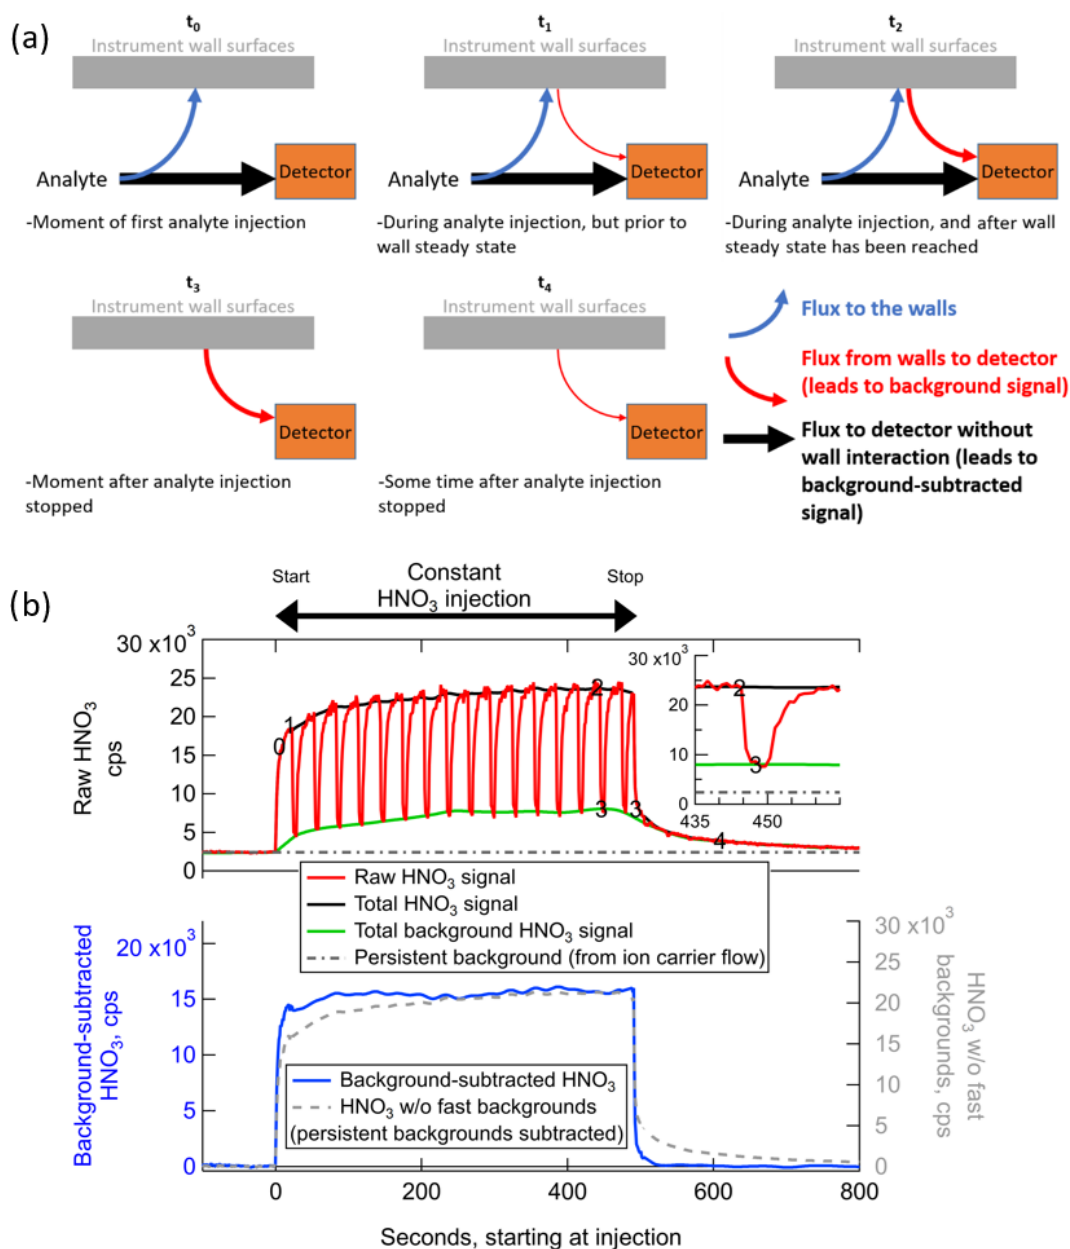 (a)
t0
Instrument wall surfaces
Analyte
Detector
-Moment of first analyte injection
t1
Instrument wall surfaces
Analyte
Detector
-During analyte injection, but prior to
wall steady state
t2
Instrument wall surfaces
Analyte
Detector
-During analyte injection, and after wall
steady state has been reached
t3
Instrument wall surfaces
Detector
-Moment after analyte injection
stopped
t4
Instrument wall surfaces
Detector
-Some time after analyte injection
stopped
Flux to the walls
Flux from walls to detector
(leads to background signal)
Flux to detector without
wall interaction (leads to
background-subtracted
signal)
(b)
Start
Constant
HNO3 injection
Stop
Raw HNO3
cps
30 x10³
25
20
15
10
5
0
0
1
2
3
3
4
30 x10³
20
10
0
2
3
435
450
Raw HNO3 signal
Total HNO3 signal
Total background HNO3 signal
Persistent background (from ion carrier flow)
Background-subtracted
HNO3, cps
20 x10³
15
10
5
0
Background-subtracted HNO3
HNO3 w/o fast backgrounds
(persistent backgrounds subtracted)
30 x10³
25
20
15
10
5
0
HNO3 w/o fast
backgrounds, cps
0
200
400
600
800
Seconds, starting at injection